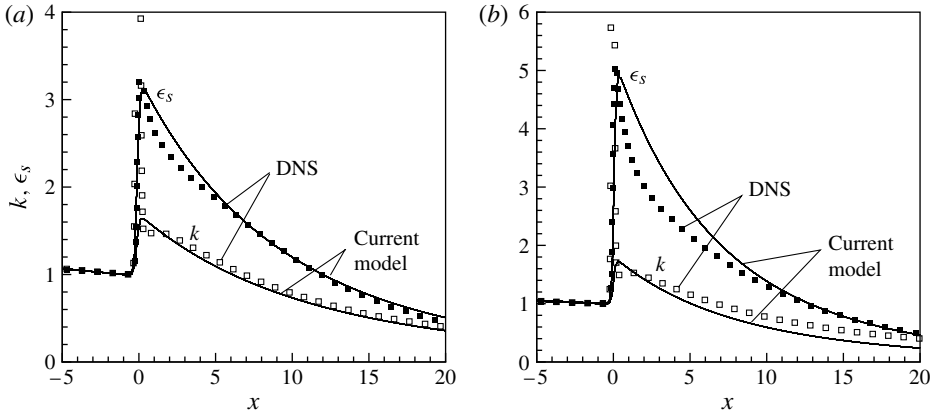 (a)
4
3
2
1
0
k, ϵs
ϵs
DNS
k
Current
model
−5 0 5 10 15 20
x
(b)
6
5
4
3
2
1
0
ϵs
DNS
k
Current
model
−5 0 5 10 15 20
x